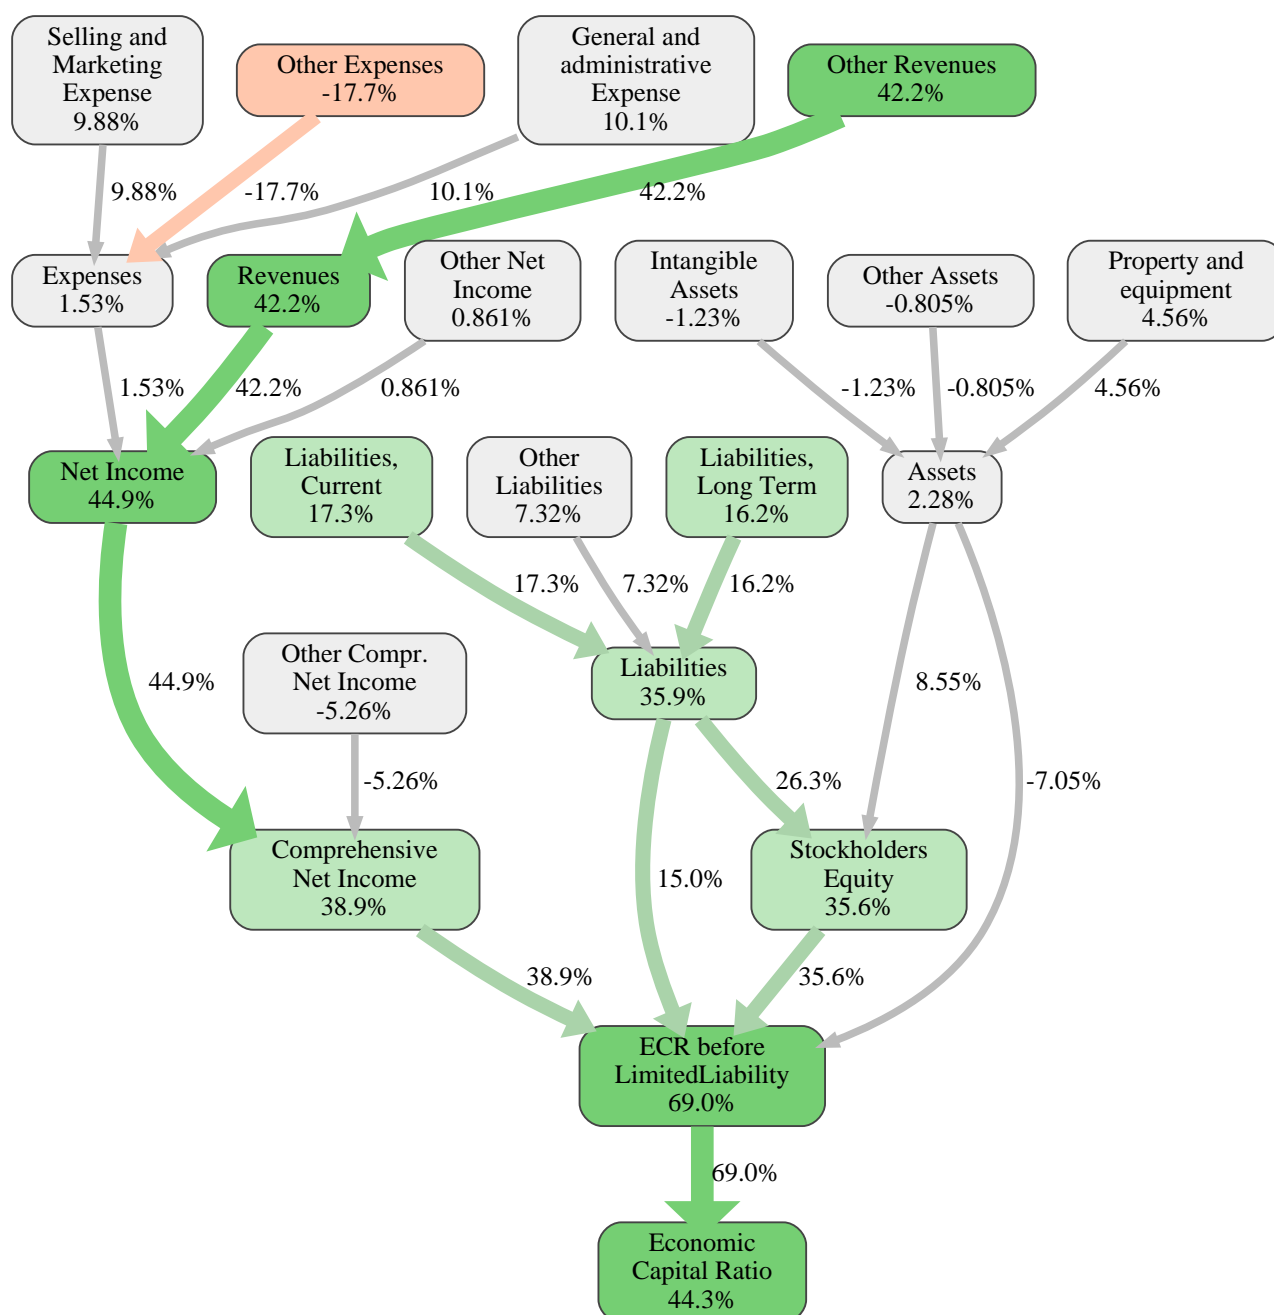 Selling and
Marketing
Expense
9.88%
Other Expenses
-17.7%
General and
administrative
Expense
10.1%
Other Revenues
42.2%
9.88%
-17.7%
10.1%
42.2%
Expenses
1.53%
Revenues
42.2%
Other Net
Income
0.861%
Intangible
Assets
-1.23%
Other Assets
-0.805%
Property and
equipment
4.56%
1.53%
42.2%
0.861%
-1.23%
-0.805%
4.56%
Net Income
44.9%
Liabilities,
Current
17.3%
Other
Liabilities
7.32%
Liabilities,
Long Term
16.2%
Assets
2.28%
17.3%
7.32%
16.2%
44.9%
Other Compr.
Net Income
-5.26%
Liabilities
35.9%
8.55%
-5.26%
26.3%
-7.05%
Comprehensive
Net Income
38.9%
15.0%
Stockholders
Equity
35.6%
38.9%
35.6%
ECR before
LimitedLiability
69.0%
69.0%
Economic
Capital Ratio
44.3%